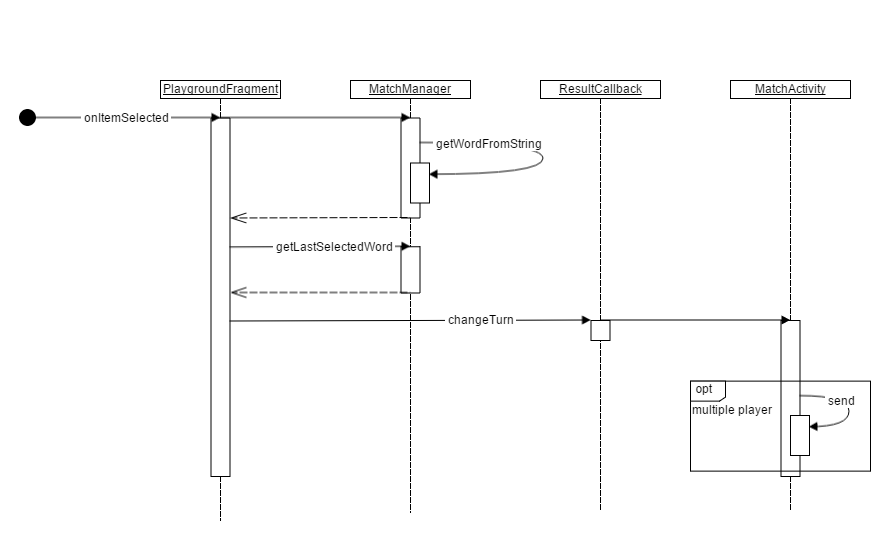 PlaygroundFragment
MatchManager
ResultCallback
MatchActivity
onItemSelected
getWordFromString
getLastSelectedWord
changeTurn
opt
send
multiple player